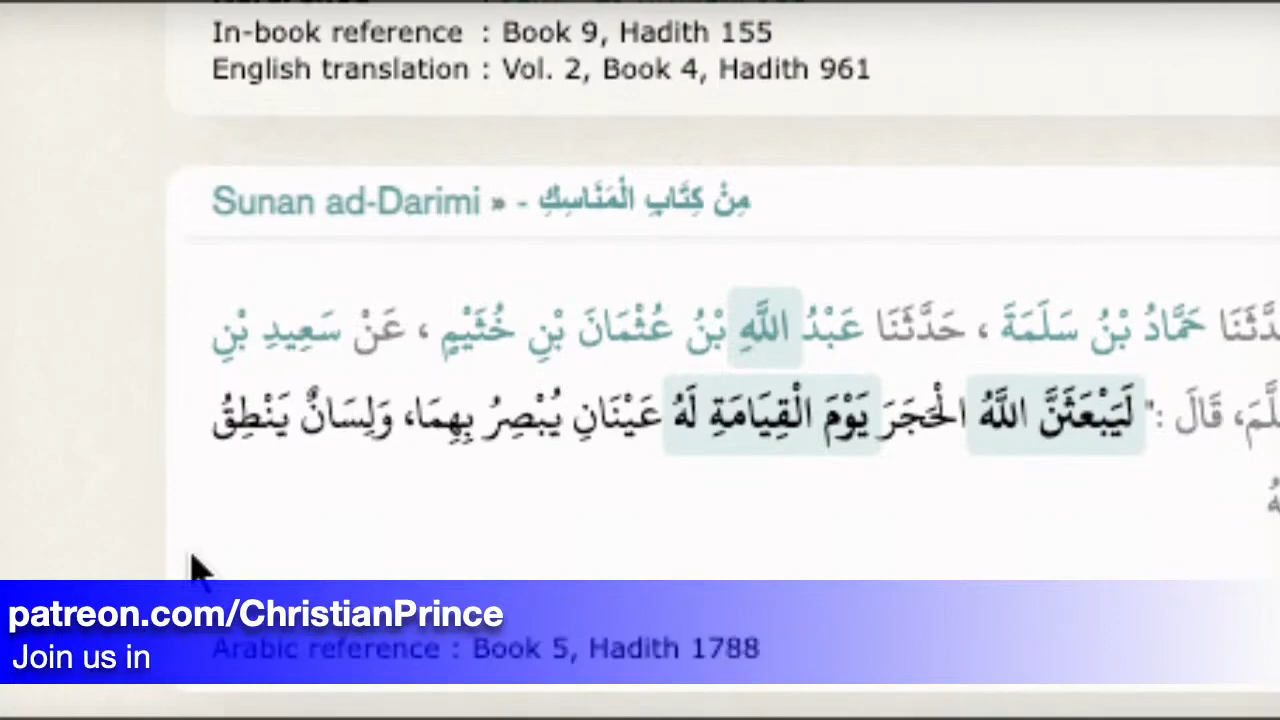 In-book reference : Book 9, Hadith 155
English translation : Vol. 2, Book 4, Hadith 961
Sunan ad-Darimi » - مِنْ كِتَابِ الْمَنَاسِكِ
حَمَّادُ بْنُ سَلَمَةَ ، حَدَّثَنَا عَبْدُ اللَّهِ بْنُ عُثْمَانَ بْنِ خُثَيْمٍ ، عَنْ سَعِيدِ بْنِ
قَالَ :" لَيَبْعَثَنَّ اللَّهُ الْحَجَرَ يَوْمَ الْقِيَامَةِ لَهُ عَيْنَانِ يُبْصِرُ بِهِمَا، وَلِسَانٌ يَنْطِقُ
patreon.com/ChristianPrince
Arabic reference : Book 5, Hadith 1788
Join us in